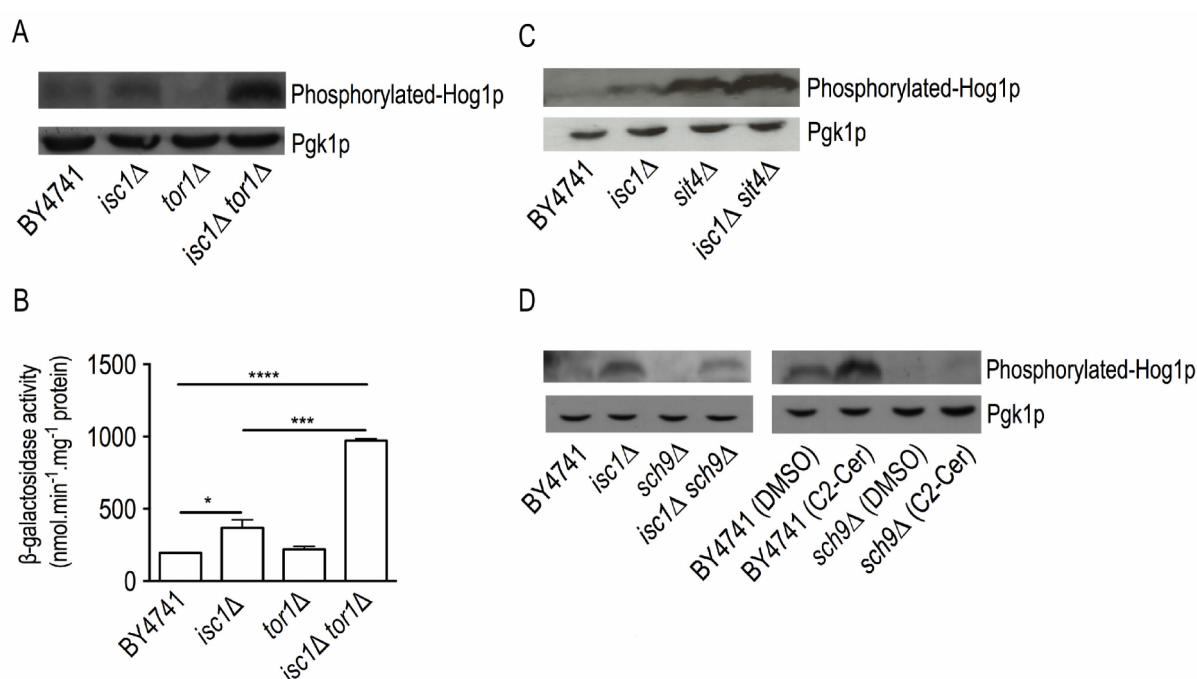 A
Phosphorylated-Hog1p
Pgk1p
BY4741
isc1Δ
tor1Δ
isc1Δ tor1Δ
B
β-galactosidase activity
(nmol.min⁻¹.mg⁻¹ protein)
1500
1000
500
0
****
***
*
BY4741
isc1Δ
tor1Δ
isc1Δ tor1Δ
C
Phosphorylated-Hog1p
Pgk1p
BY4741
isc1Δ
sit4Δ
isc1Δ sit4Δ
D
Phosphorylated-Hog1p
Pgk1p
BY4741
isc1Δ
sch9Δ
isc1Δ sch9Δ
BY4741 (DMSO)
BY4741 (C2-Cer)
sch9Δ (DMSO)
sch9Δ (C2-Cer)